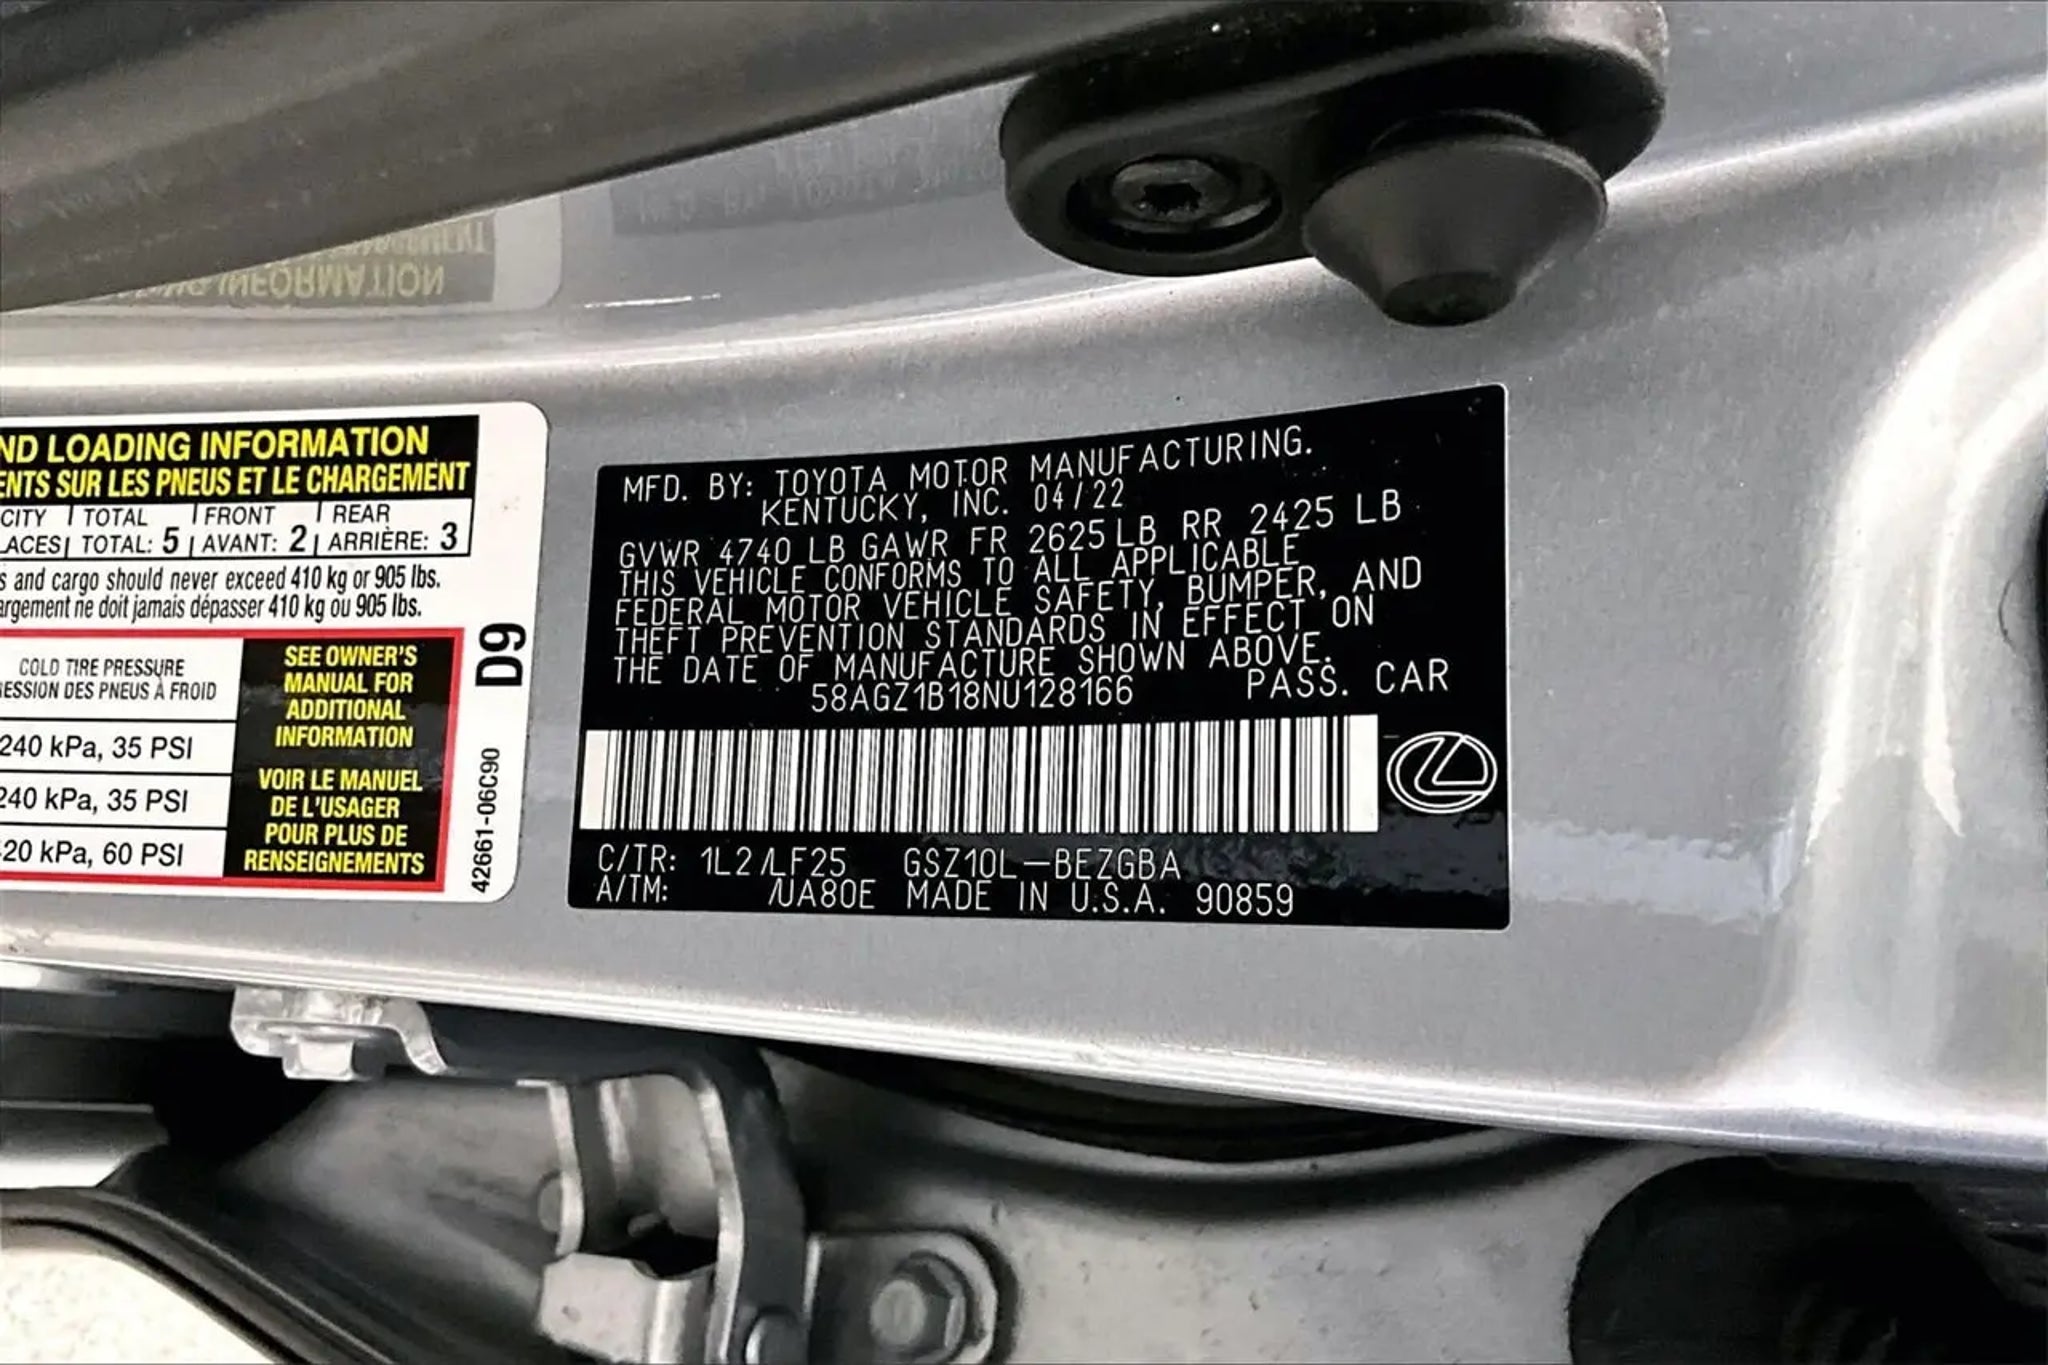 ND LOADING INFORMATION
ENTS SUR LES PNEUS ET LE CHARGEMENT
CITY TOTAL FRONT REAR
LACES TOTAL: 5 AVANT: 2 ARRIÈRE: 3
s and cargo should never exceed 410 kg or 905 lbs.
argement ne doit jamais dépasser 410 kg ou 905 lbs.
COLD TIRE PRESSURE
ESSION DES PNEUS À FROID
240 kPa, 35 PSI
240 kPa, 35 PSI
20 kPa, 60 PSI
SEE OWNER'S
MANUAL FOR
ADDITIONAL
INFORMATION
VOIR LE MANUEL
DE L'USAGER
POUR PLUS DE
RENSEIGNEMENTS
D9
42661-06C90
MFD. BY: TOYOTA MOTOR MANUFACTURING.
KENTUCKY, INC. 04/22
GVWR 4740 LB GAWR FR 2625 LB RR 2425 LB
THIS VEHICLE CONFORMS TO ALL APPLICABLE
FEDERAL MOTOR VEHICLE SAFETY, BUMPER, AND
THEFT PREVENTION STANDARDS IN EFFECT ON
THE DATE OF MANUFACTURE SHOWN ABOVE.
58AGZ1B18NU128166 PASS. CAR
C/TR: 1L2 /LF25 GSZ10L-BEZGBA
A/TM: /UA80E MADE IN U.S.A. 90859